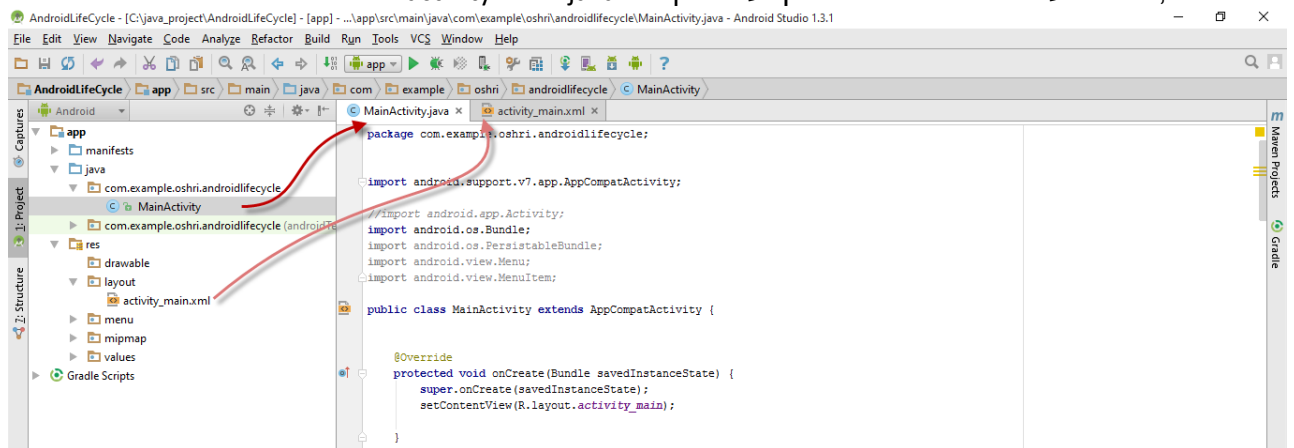 AndroidLifeCycle - [C:\java_project\AndroidLifeCycle] - [app] - ...\app\src\main\java\com\example\oshri\androidlifecycle\MainActivity.java - Android Studio 1.3.1
File Edit View Navigate Code Analyze Refactor Build Run Tools VCS Window Help
app
AndroidLifeCycle app src main java com example oshri androidlifecycle MainActivity
Android
MainActivity.java
activity_main.xml
Captures
1: Project
7: Structure
app
manifests
java
com.example.oshri.androidlifecycle
MainActivity
com.example.oshri.androidlifecycle
res
drawable
layout
activity_main.xml
menu
mipmap
values
Gradle Scripts
package com.example.oshri.androidlifecycle;
import android.support.v7.app.AppCompatActivity;
//import android.app.Activity;
import android.os.Bundle;
import android.os.PersistableBundle;
import android.view.Menu;
import android.view.MenuItem;
public class MainActivity extends AppCompatActivity {
@Override
protected void onCreate(Bundle savedInstanceState) {
super.onCreate(savedInstanceState);
setContentView(R.layout.activity_main);
}
Maven Projects
Gradle